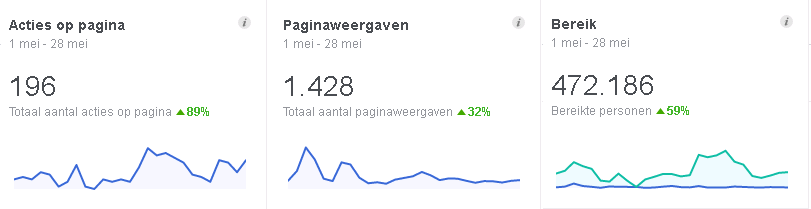 Acties op pagina
1 mei - 28 mei
196
Totaal aantal acties op pagina ▲89%
Paginaweergaven
1 mei - 28 mei
1.428
Totaal aantal paginaweergaven ▲32%
Bereik
1 mei - 28 mei
472.186
Bereikte personen ▲59%